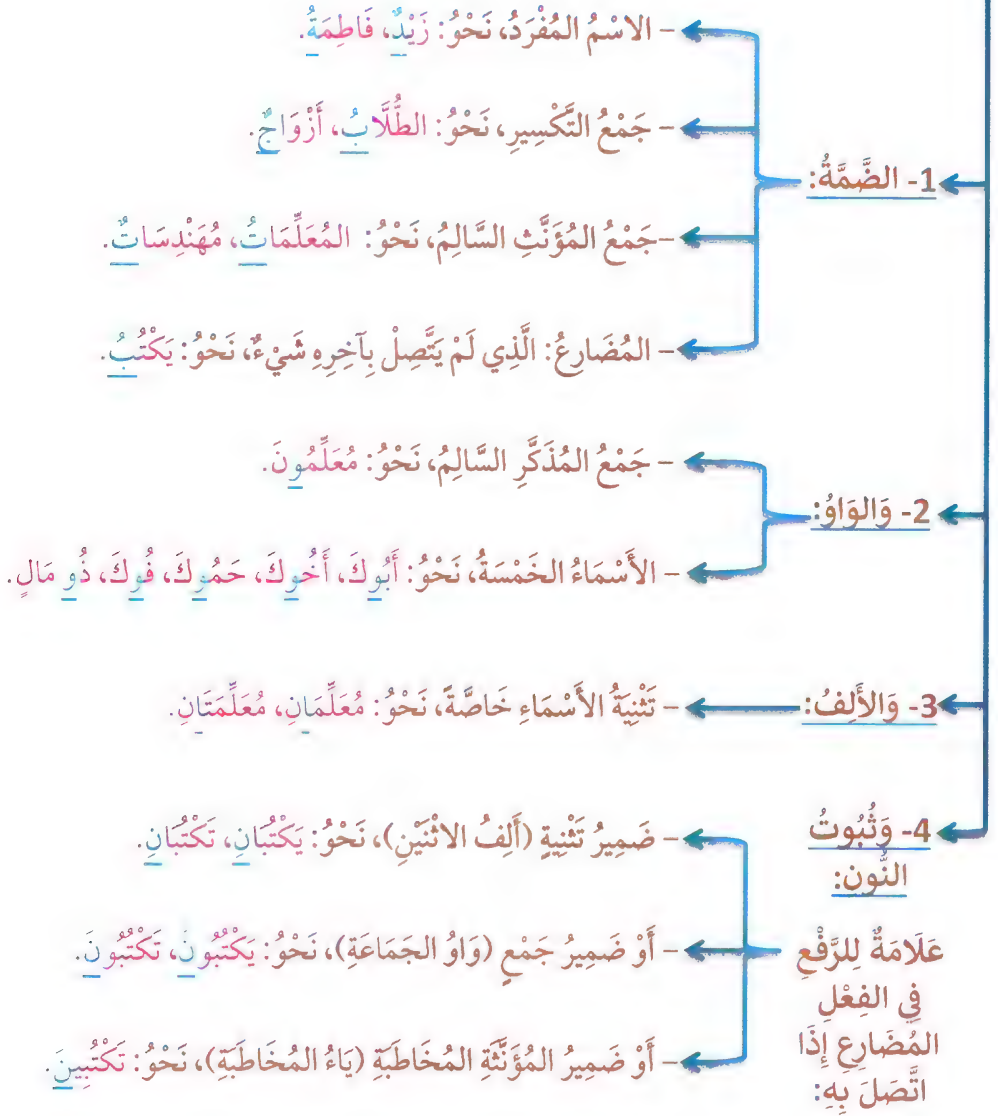 1- الضَّمَّةُ:
– الاسْمُ المُفْرَدُ، نَحْوُ: زَيْدٌ، فَاطِمَةُ.
– جَمْعُ التَّكْسِيرِ، نَحْوُ: الطُّلَّابُ، أَزْوَاجٌ.
–جَمْعُ المُؤَنَّثِ السَّالِمُ، نَحْوُ: المُعَلِّمَاتُ، مُهَنْدِسَاتٌ.
– المُضَارِعُ: الَّذِي لَمْ يَتَّصِلْ بِآخِرِهِ شَيْءٌ، نَحْوُ: يَكْتُبُ.
2- وَالوَاوُ:
– جَمْعُ المُذَكَّرِ السَّالِمُ، نَحْوُ: مُعَلِّمُونَ.
– الأَسْمَاءُ الخَمْسَةُ، نَحْوُ: أَبُوكَ، أَخُوكَ، حَمُوكَ، فُوكَ، ذُو مَالٍ.
3- وَالأَلِفُ:
– تَثْنِيَةُ الأَسْمَاءِ خَاصَّةً، نَحْوُ: مُعَلِّمَانِ، مُعَلِّمَتَانِ.
4- وَثُبُوتُ
النُّون:
عَلَامَةٌ لِلرَّفْعِ
فِي الفِعْلِ
المُضَارِعِ إِذَا
اتَّصَلَ بِهِ:
– ضَمِيرُ تَثْنِيَةٍ (أَلِفُ الاثْنَيْنِ)، نَحْوُ: يَكْتُبَانِ، تَكْتُبَانِ.
– أَوْ ضَمِيرُ جَمْعٍ (وَاوُ الجَمَاعَةِ)، نَحْوُ: يَكْتُبُونَ، تَكْتُبُونَ.
– أَوْ ضَمِيرُ المُؤَنَّثَةِ المُخَاطَبَةِ (يَاءُ المُخَاطَبَةِ)، نَحْوُ: تَكْتُبِينَ.